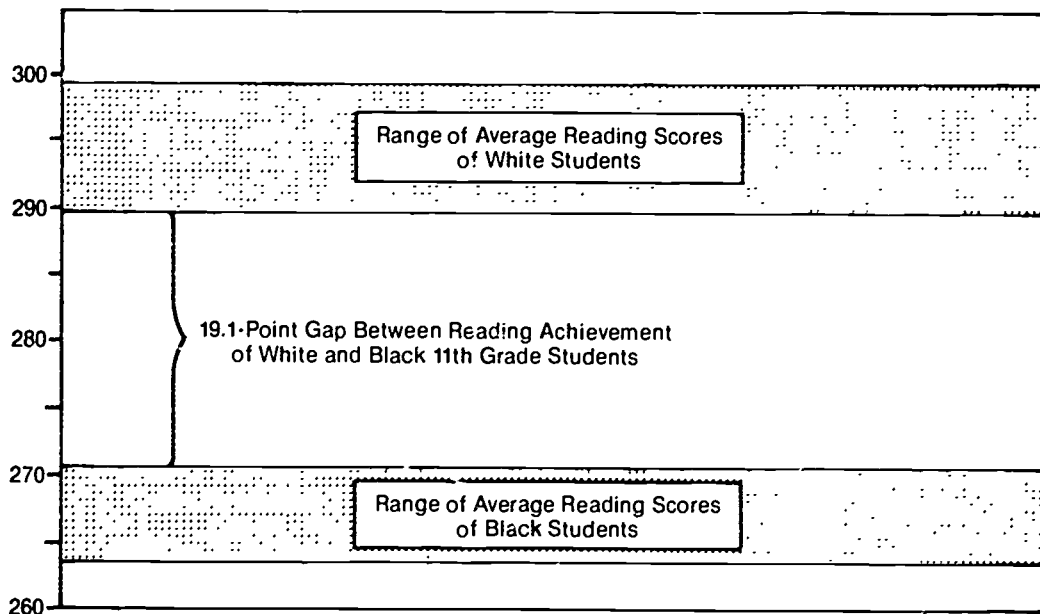 300
Range of Average Reading Scores
of White Students
290
280
19.1-Point Gap Between Reading Achievement
of White and Black 11th Grade Students
270
Range of Average Reading Scores
of Black Students
260